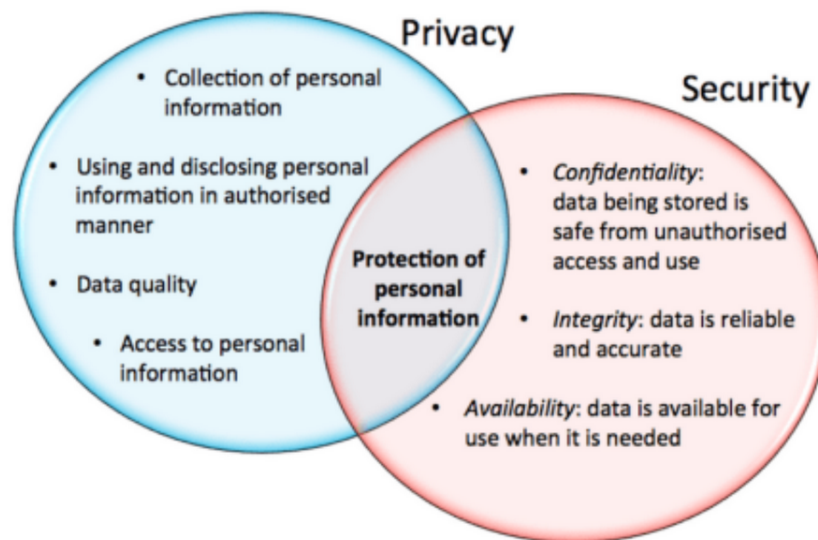 Privacy
• Collection of personal
information
• Using and disclosing personal
information in authorised
manner
• Data quality
• Access to personal
information
Protection of
personal
information
Security
• Confidentiality:
data being stored is
safe from unauthorised
access and use
• Integrity: data is reliable
and accurate
• Availability: data is available for
use when it is needed